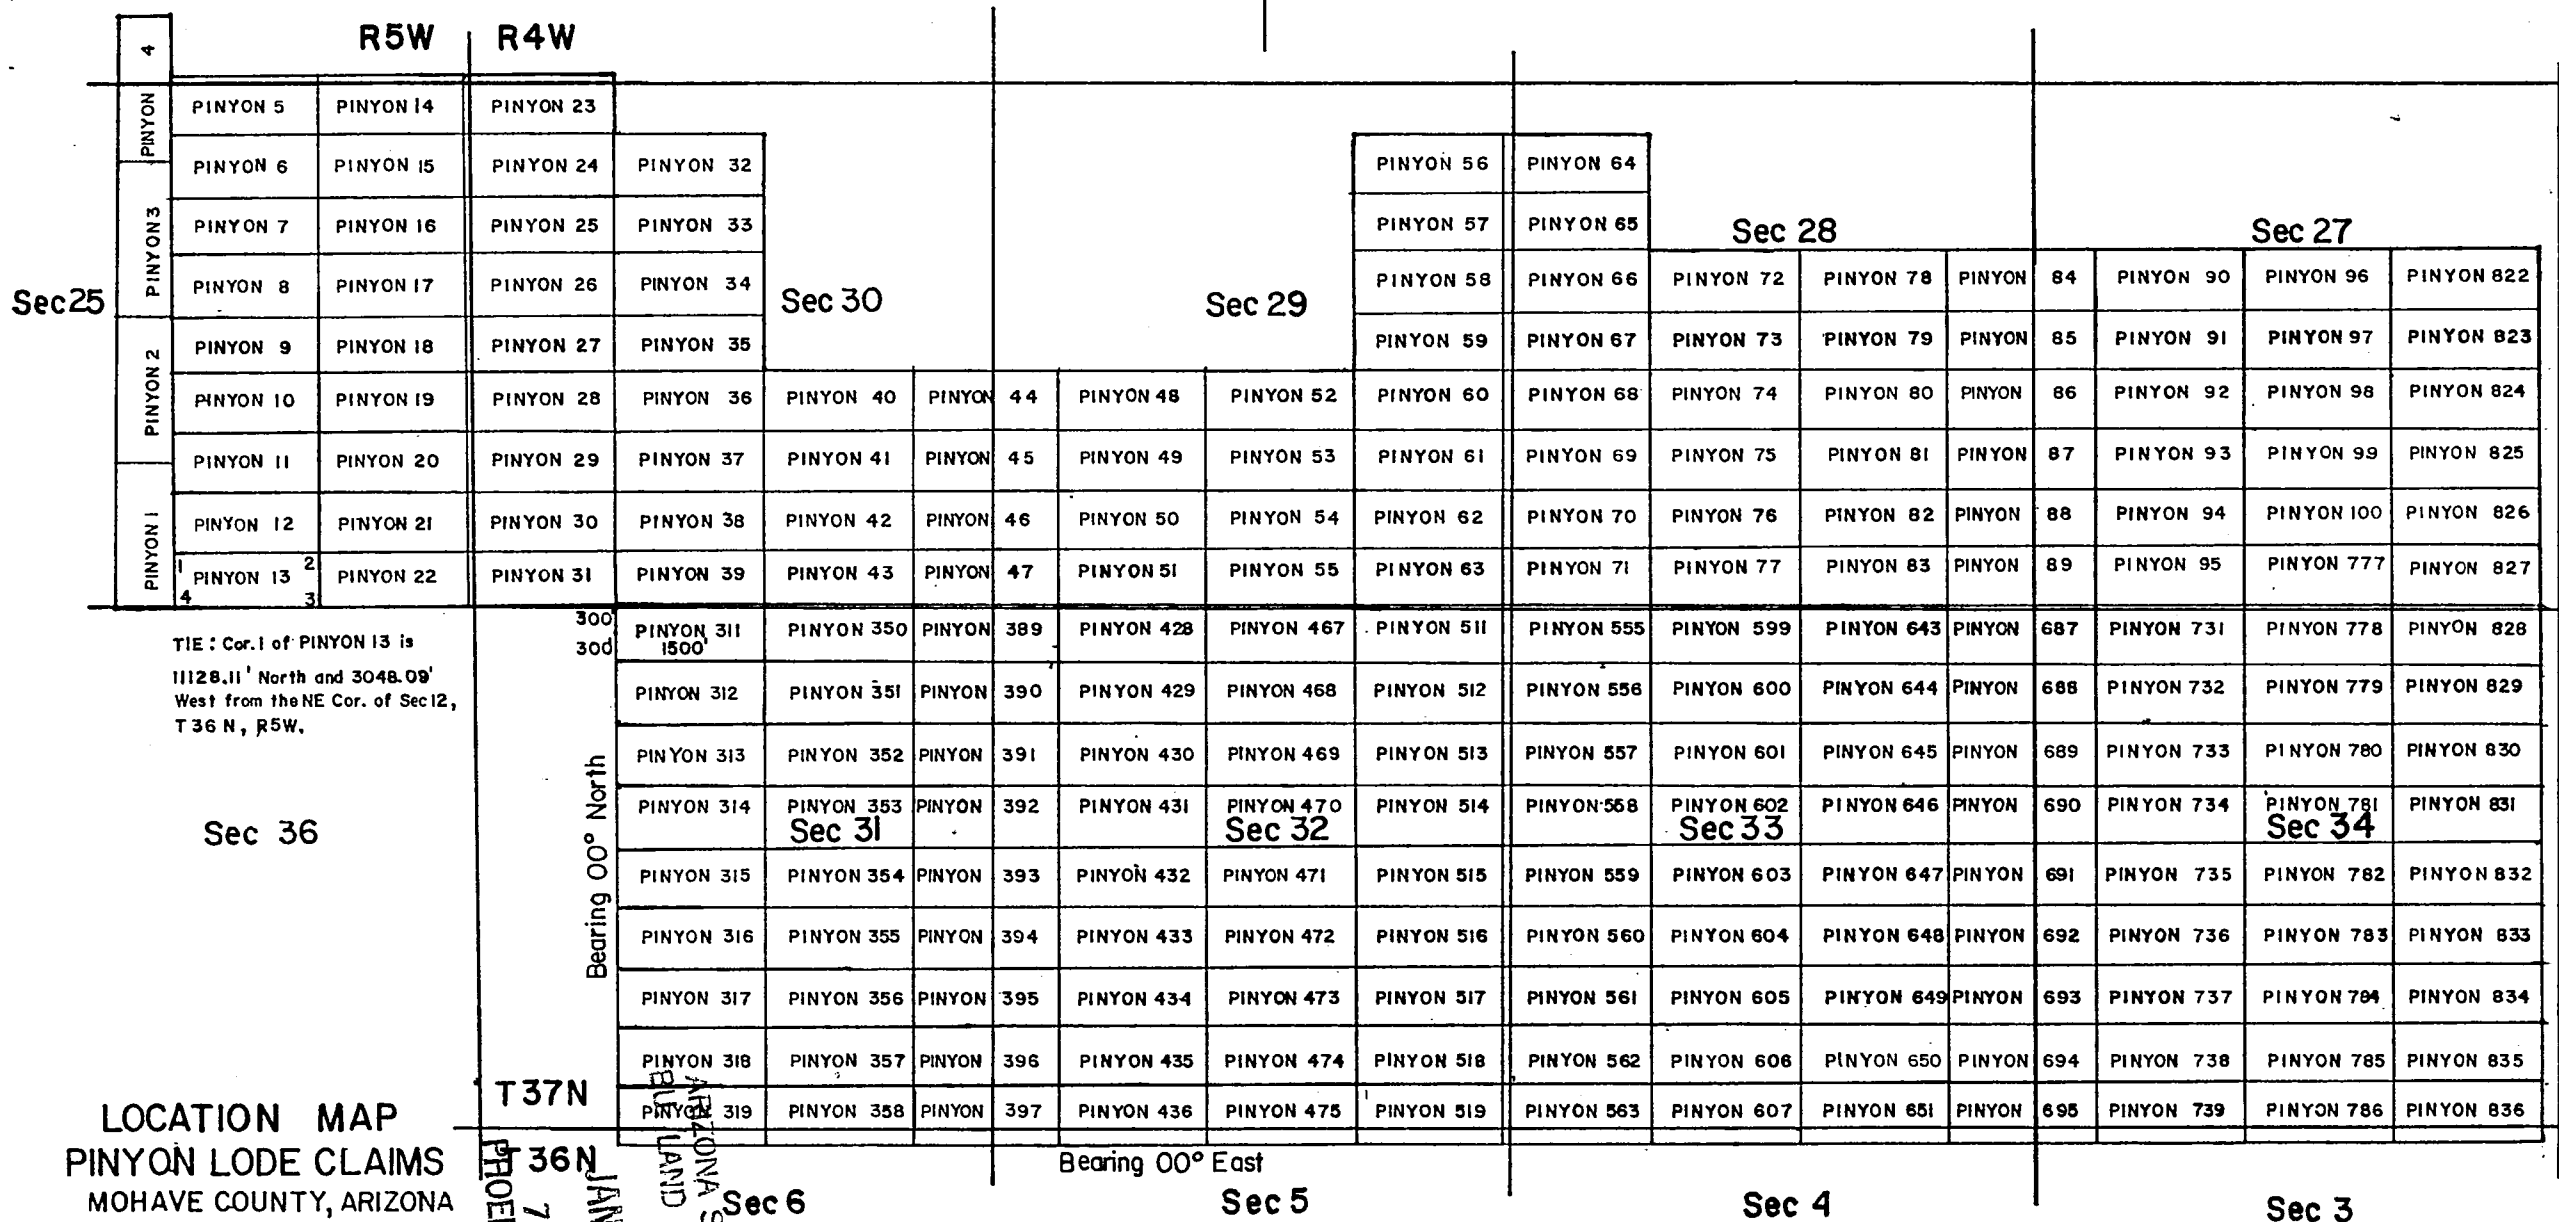 R5W R4W
4
PINYON
PINYON 5 PINYON 14 PINYON 23
PINYON 6 PINYON 15 PINYON 24 PINYON 32 PINYON 56 PINYON 64
PINYON 3
PINYON 7 PINYON 16 PINYON 25 PINYON 33 PINYON 57 PINYON 65 Sec 28 Sec 27
PINYON 8 PINYON 17 PINYON 26 PINYON 34 PINYON 58 PINYON 66 PINYON 72 PINYON 78 PINYON 84 PINYON 90 PINYON 96 PINYON 822
Sec 25 Sec 30 Sec 29
PINYON 2
PINYON 9 PINYON 18 PINYON 27 PINYON 35 PINYON 59 PINYON 67 PINYON 73 PINYON 79 PINYON 85 PINYON 91 PINYON 97 PINYON 823
PINYON 10 PINYON 19 PINYON 28 PINYON 36 PINYON 40 PINYON 44 PINYON 48 PINYON 52 PINYON 60 PINYON 68 PINYON 74 PINYON 80 PINYON 86 PINYON 92 PINYON 98 PINYON 824
PINYON 11 PINYON 20 PINYON 29 PINYON 37 PINYON 41 PINYON 45 PINYON 49 PINYON 53 PINYON 61 PINYON 69 PINYON 75 PINYON 81 PINYON 87 PINYON 93 PINYON 99 PINYON 825
PINYON 1
PINYON 12 PINYON 21 PINYON 30 PINYON 38 PINYON 42 PINYON 46 PINYON 50 PINYON 54 PINYON 62 PINYON 70 PINYON 76 PINYON 82 PINYON 88 PINYON 94 PINYON 100 PINYON 826
1 2
PINYON 13 PINYON 22 PINYON 31 PINYON 39 PINYON 43 PINYON 47 PINYON 51 PINYON 55 PINYON 63 PINYON 71 PINYON 77 PINYON 83 PINYON 89 PINYON 95 PINYON 777 PINYON 827
4 3
TIE: Cor. 1 of PINYON 13 is
11128.11' North and 3048.09'
West from the NE Cor. of Sec 12,
T 36 N, R5W.
300'
300'
PINYON 311 PINYON 350 PINYON 389 PINYON 428 PINYON 467 PINYON 511 PINYON 555 PINYON 599 PINYON 643 PINYON 687 PINYON 731 PINYON 778 PINYON 828
1500'
PINYON 312 PINYON 351 PINYON 390 PINYON 429 PINYON 468 PINYON 512 PINYON 556 PINYON 600 PINYON 644 PINYON 688 PINYON 732 PINYON 779 PINYON 829
PINYON 313 PINYON 352 PINYON 391 PINYON 430 PINYON 469 PINYON 513 PINYON 557 PINYON 601 PINYON 645 PINYON 689 PINYON 733 PINYON 780 PINYON 830
PINYON 314 PINYON 353 PINYON 392 PINYON 431 PINYON 470 PINYON 514 PINYON 558 PINYON 602 PINYON 646 PINYON 690 PINYON 734 PINYON 781 PINYON 831
Sec 36 Sec 31 Sec 32 Sec 33 Sec 34
Bearing 00° North
PINYON 315 PINYON 354 PINYON 393 PINYON 432 PINYON 471 PINYON 515 PINYON 559 PINYON 603 PINYON 647 PINYON 691 PINYON 735 PINYON 782 PINYON 832
PINYON 316 PINYON 355 PINYON 394 PINYON 433 PINYON 472 PINYON 516 PINYON 560 PINYON 604 PINYON 648 PINYON 692 PINYON 736 PINYON 783 PINYON 833
PINYON 317 PINYON 356 PINYON 395 PINYON 434 PINYON 473 PINYON 517 PINYON 561 PINYON 605 PINYON 649 PINYON 693 PINYON 737 PINYON 784 PINYON 834
PINYON 318 PINYON 357 PINYON 396 PINYON 435 PINYON 474 PINYON 518 PINYON 562 PINYON 606 PINYON 650 PINYON 694 PINYON 738 PINYON 785 PINYON 835
PINYON 319 PINYON 358 PINYON 397 PINYON 436 PINYON 475 PINYON 519 PINYON 563 PINYON 607 PINYON 651 PINYON 695 PINYON 739 PINYON 786 PINYON 836
T37N
T36N
Bearing 00° East
Sec 6 Sec 5 Sec 4 Sec 3
LOCATION MAP
PINYON LODE CLAIMS
MOHAVE COUNTY, ARIZONA
ARIZONA S
LAND
JAN
7